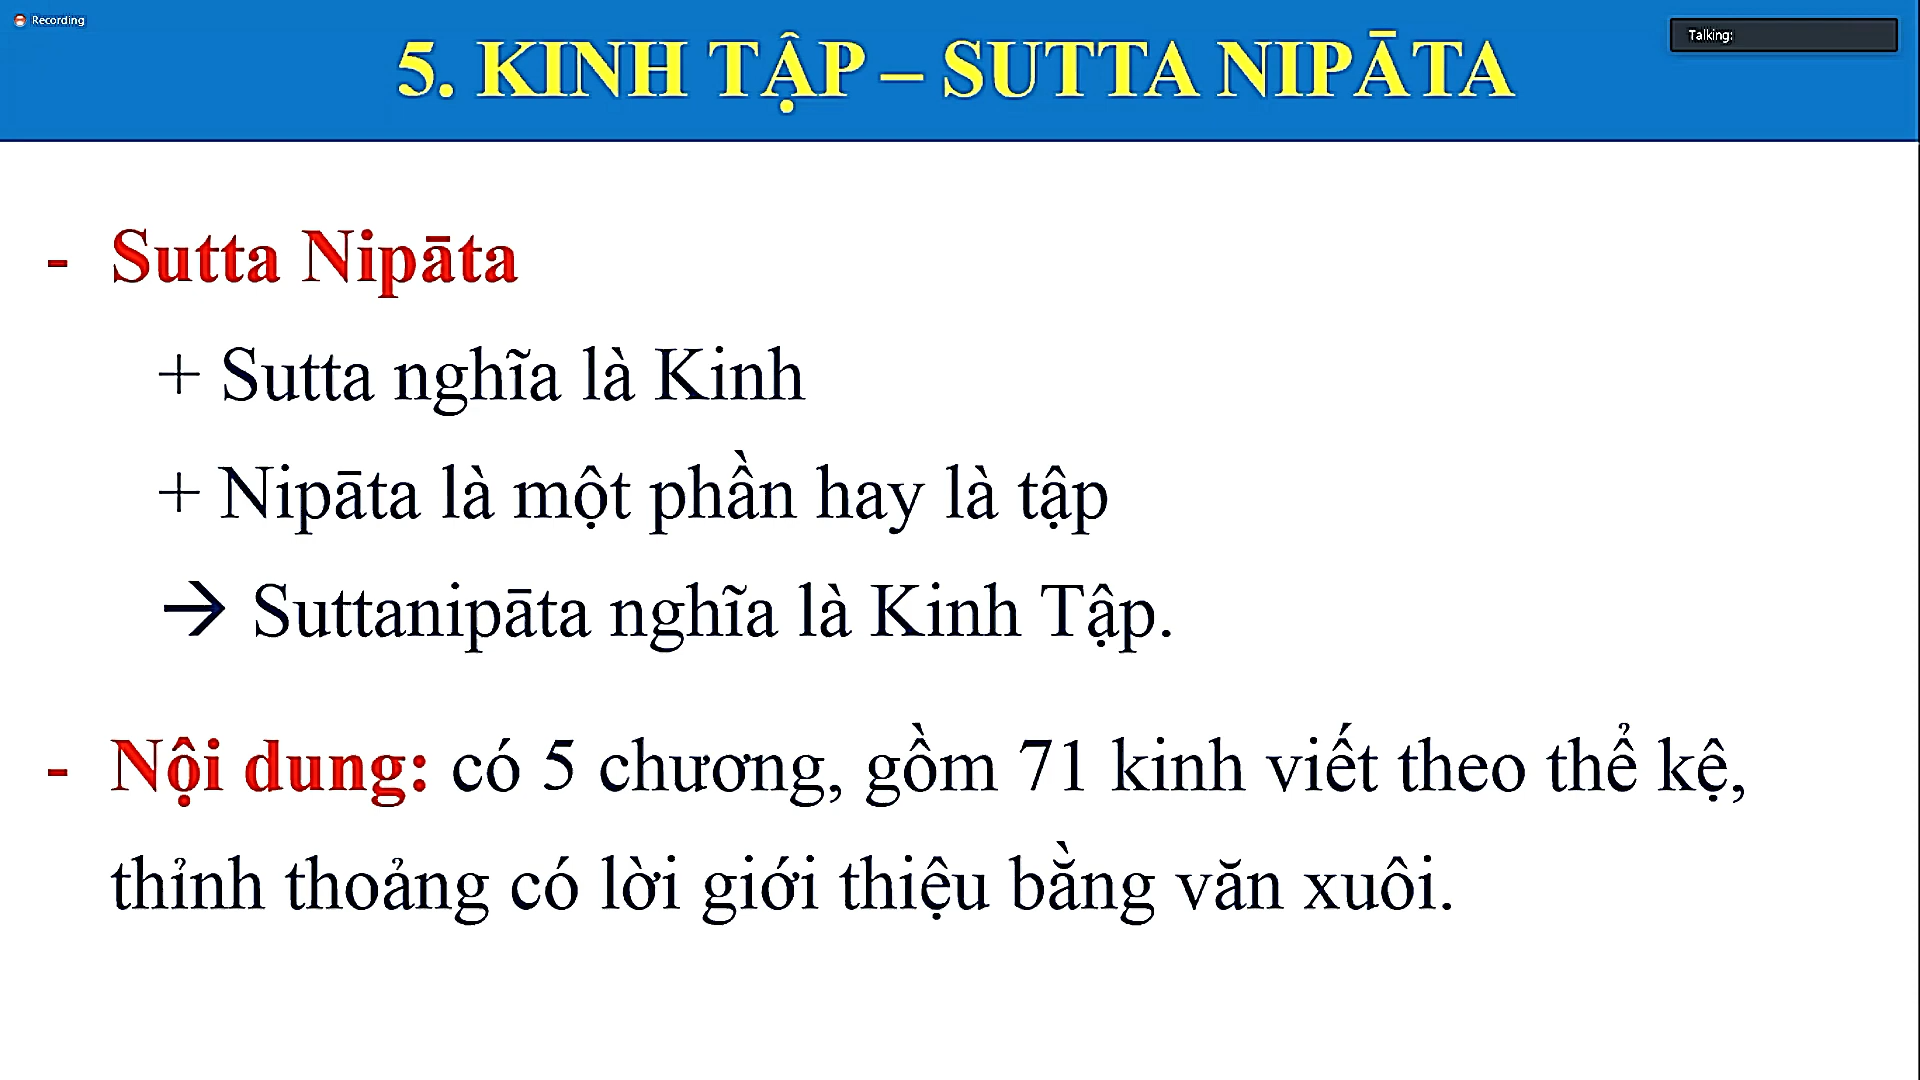 Recording
Talking:
5. KINH TẬP – SUTTA NIPĀTA
- Sutta Nipāta
+ Sutta nghĩa là Kinh
+ Nipāta là một phần hay là tập
→ Suttanipāta nghĩa là Kinh Tập.
- Nội dung: có 5 chương, gồm 71 kinh viết theo thể kệ,
thỉnh thoảng có lời giới thiệu bằng văn xuôi.